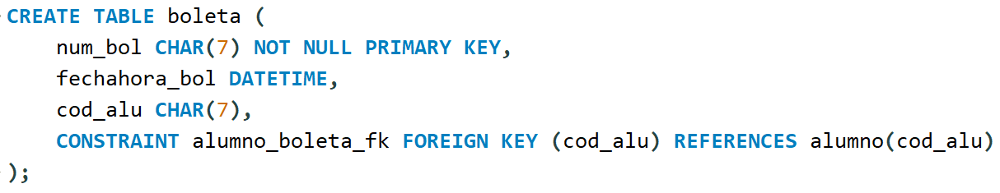 CREATE TABLE boleta (
    num_bol CHAR(7) NOT NULL PRIMARY KEY,
    fechahora_bol DATETIME,
    cod_alu CHAR(7),
    CONSTRAINT alumno_boleta_fk FOREIGN KEY (cod_alu) REFERENCES alumno(cod_alu)
);